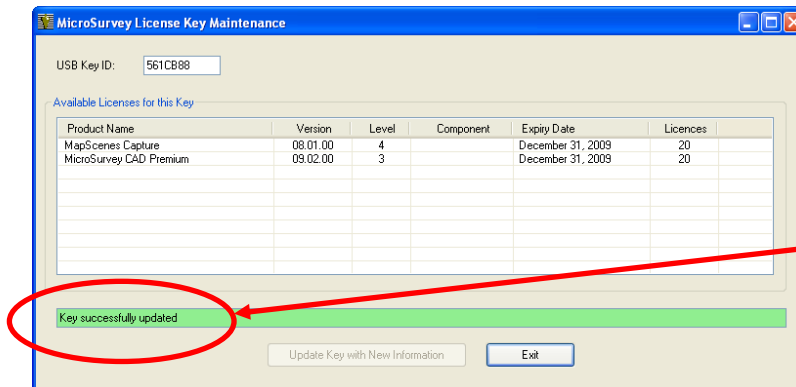 MicroSurvey License Key Maintenance
USB Key ID: 561CB88
Available Licenses for this Key
Product Name Version Level Component Expiry Date Licences
MapScenes Capture 08.01.00 4 December 31, 2009 20
MicroSurvey CAD Premium 09.02.00 3 December 31, 2009 20
Key successfully updated
Update Key with New Information Exit